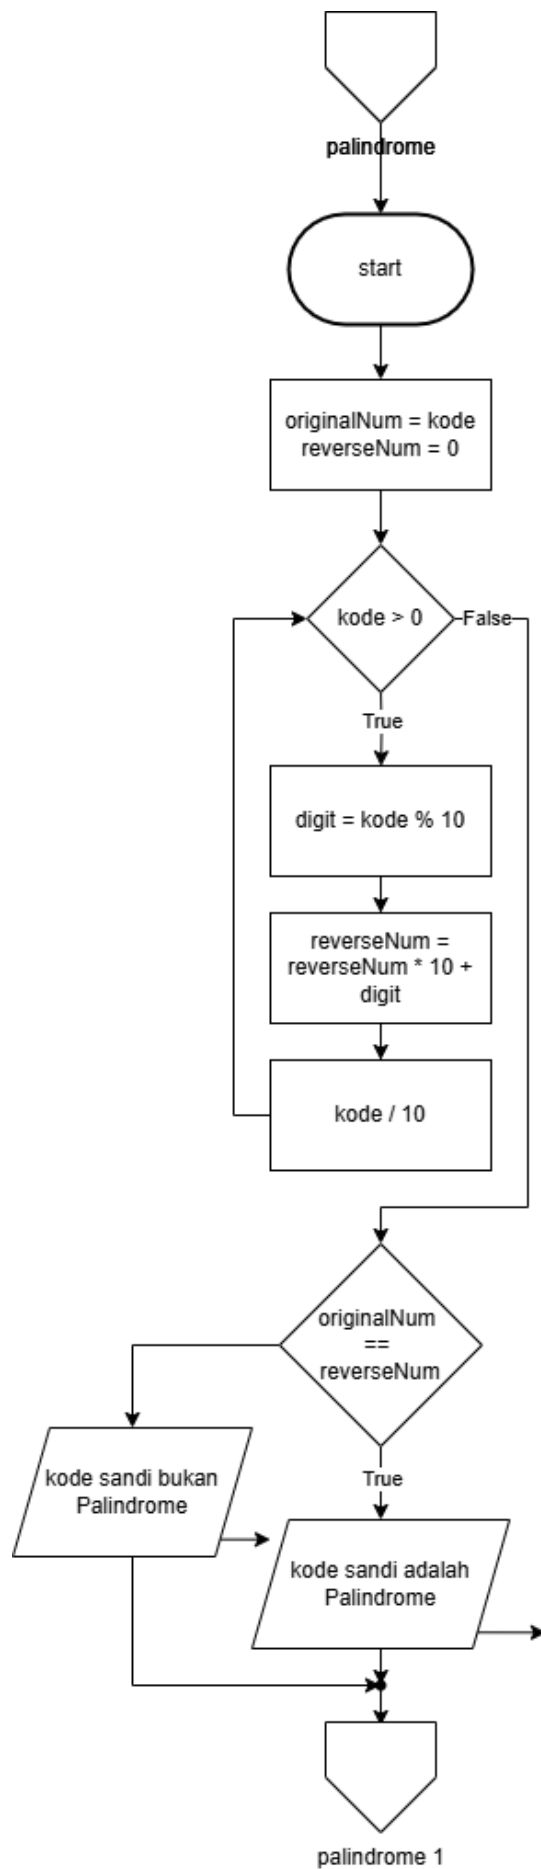 palindrome
start
originalNum = kode
reverseNum = 0
kode > 0
False
True
digit = kode % 10
reverseNum =
reverseNum * 10 +
digit
kode / 10
originalNum
==
reverseNum
kode sandi bukan
Palindrome
True
kode sandi adalah
Palindrome
palindrome 1